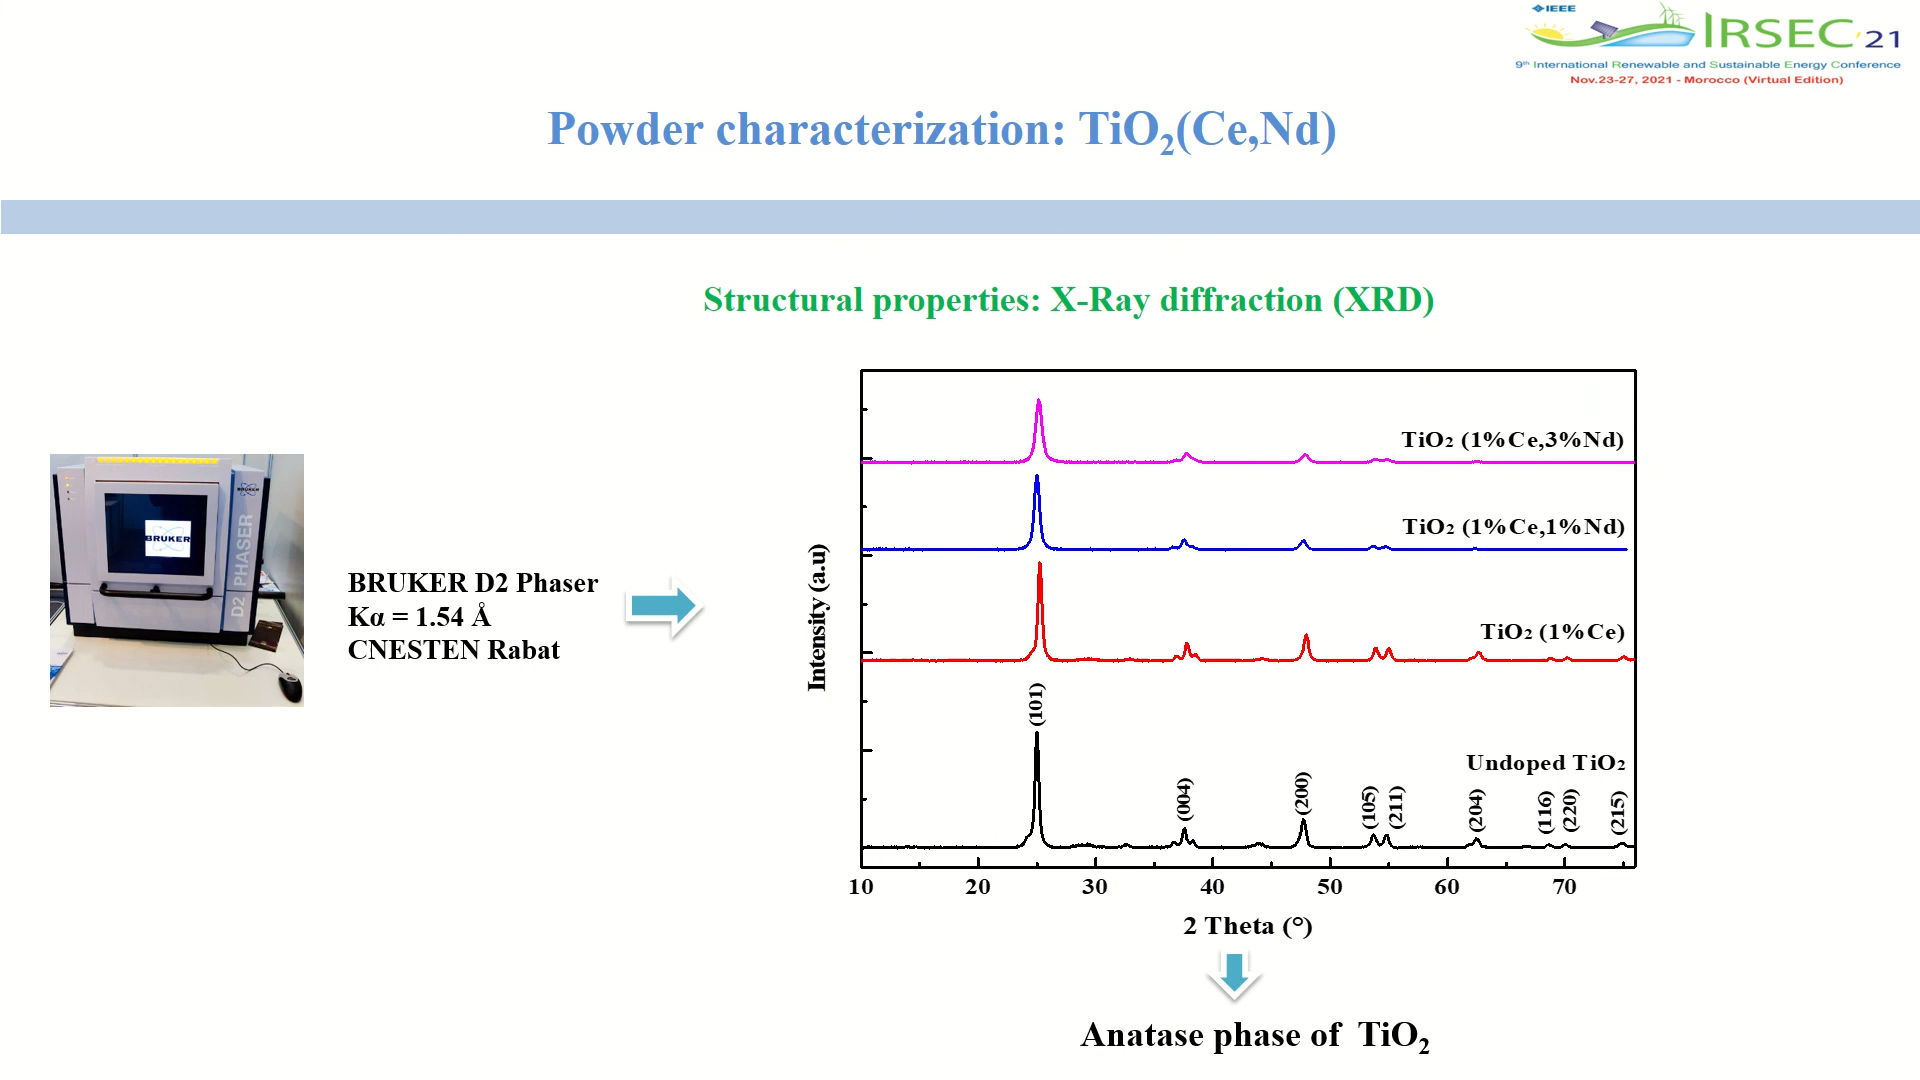 IEEE
IRSEC'21
9th International Renewable and Sustainable Energy Conference
Nov.23-27, 2021 - Morocco (Virtual Edition)
Powder characterization: TiO2(Ce,Nd)
Structural properties: X-Ray diffraction (XRD)
BRUKER
BRUKER
D2 PHASER
BRUKER D2 Phaser
Kα = 1.54 Å
CNESTEN Rabat
Intensity (a.u)
TiO2 (1%Ce,3%Nd)
TiO2 (1%Ce,1%Nd)
TiO2 (1%Ce)
Undoped TiO2
(101)
(004)
(200)
(105)
(211)
(204)
(116)
(220)
(215)
10 20 30 40 50 60 70
2 Theta (°)
Anatase phase of TiO2